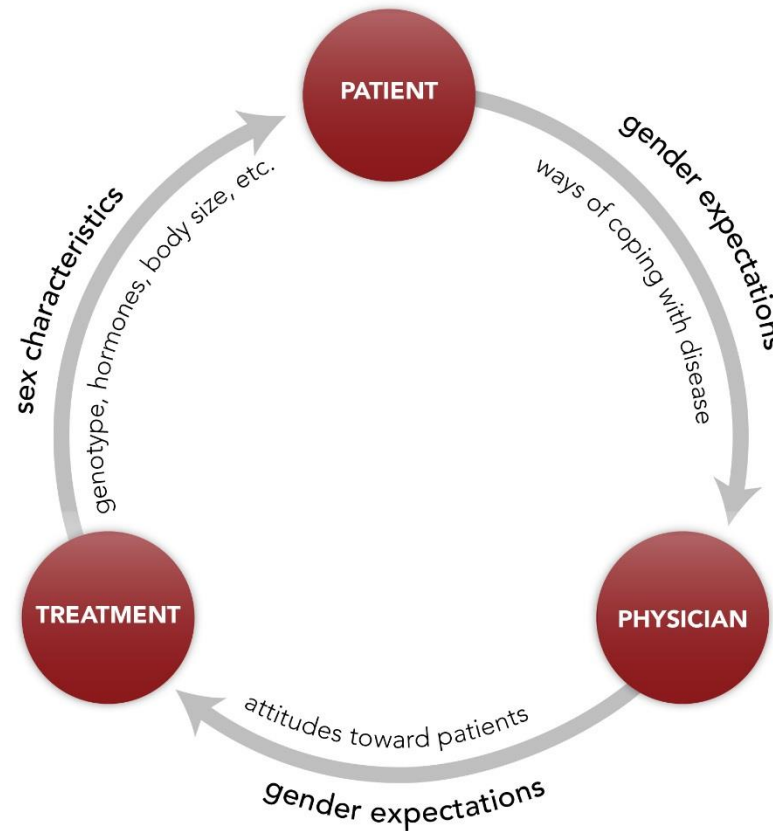 PATIENT
gender expectations
ways of coping with disease
PHYSICIAN
attitudes toward patients
gender expectations
TREATMENT
sex characteristics
genotype, hormones, body size, etc.